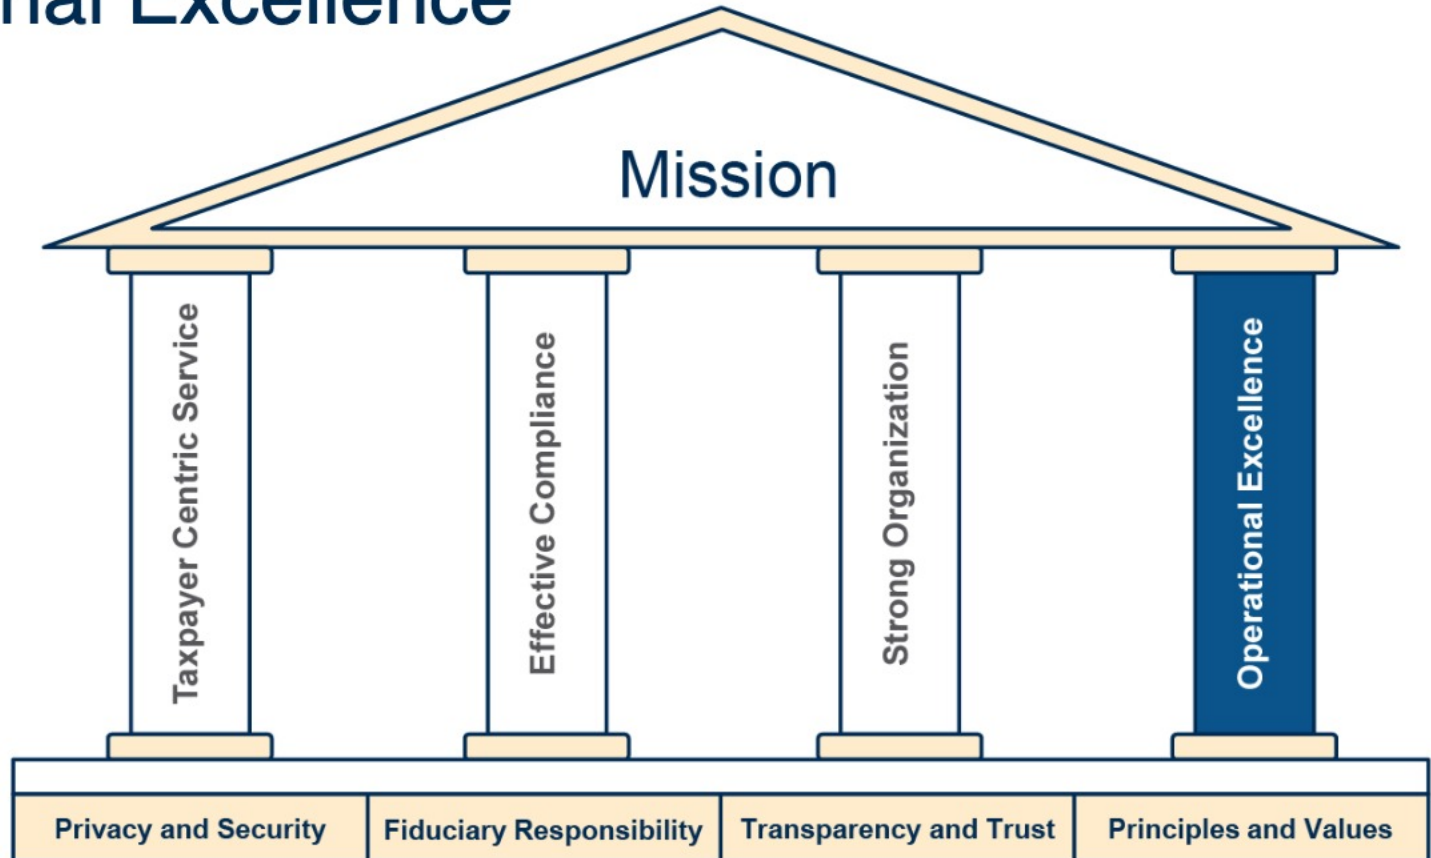 Excellence
Mission
Taxpayer Centric Service
Effective Compliance
Strong Organization
Operational Excellence
Privacy and Security
Fiduciary Responsibility
Transparency and Trust
Principles and Values